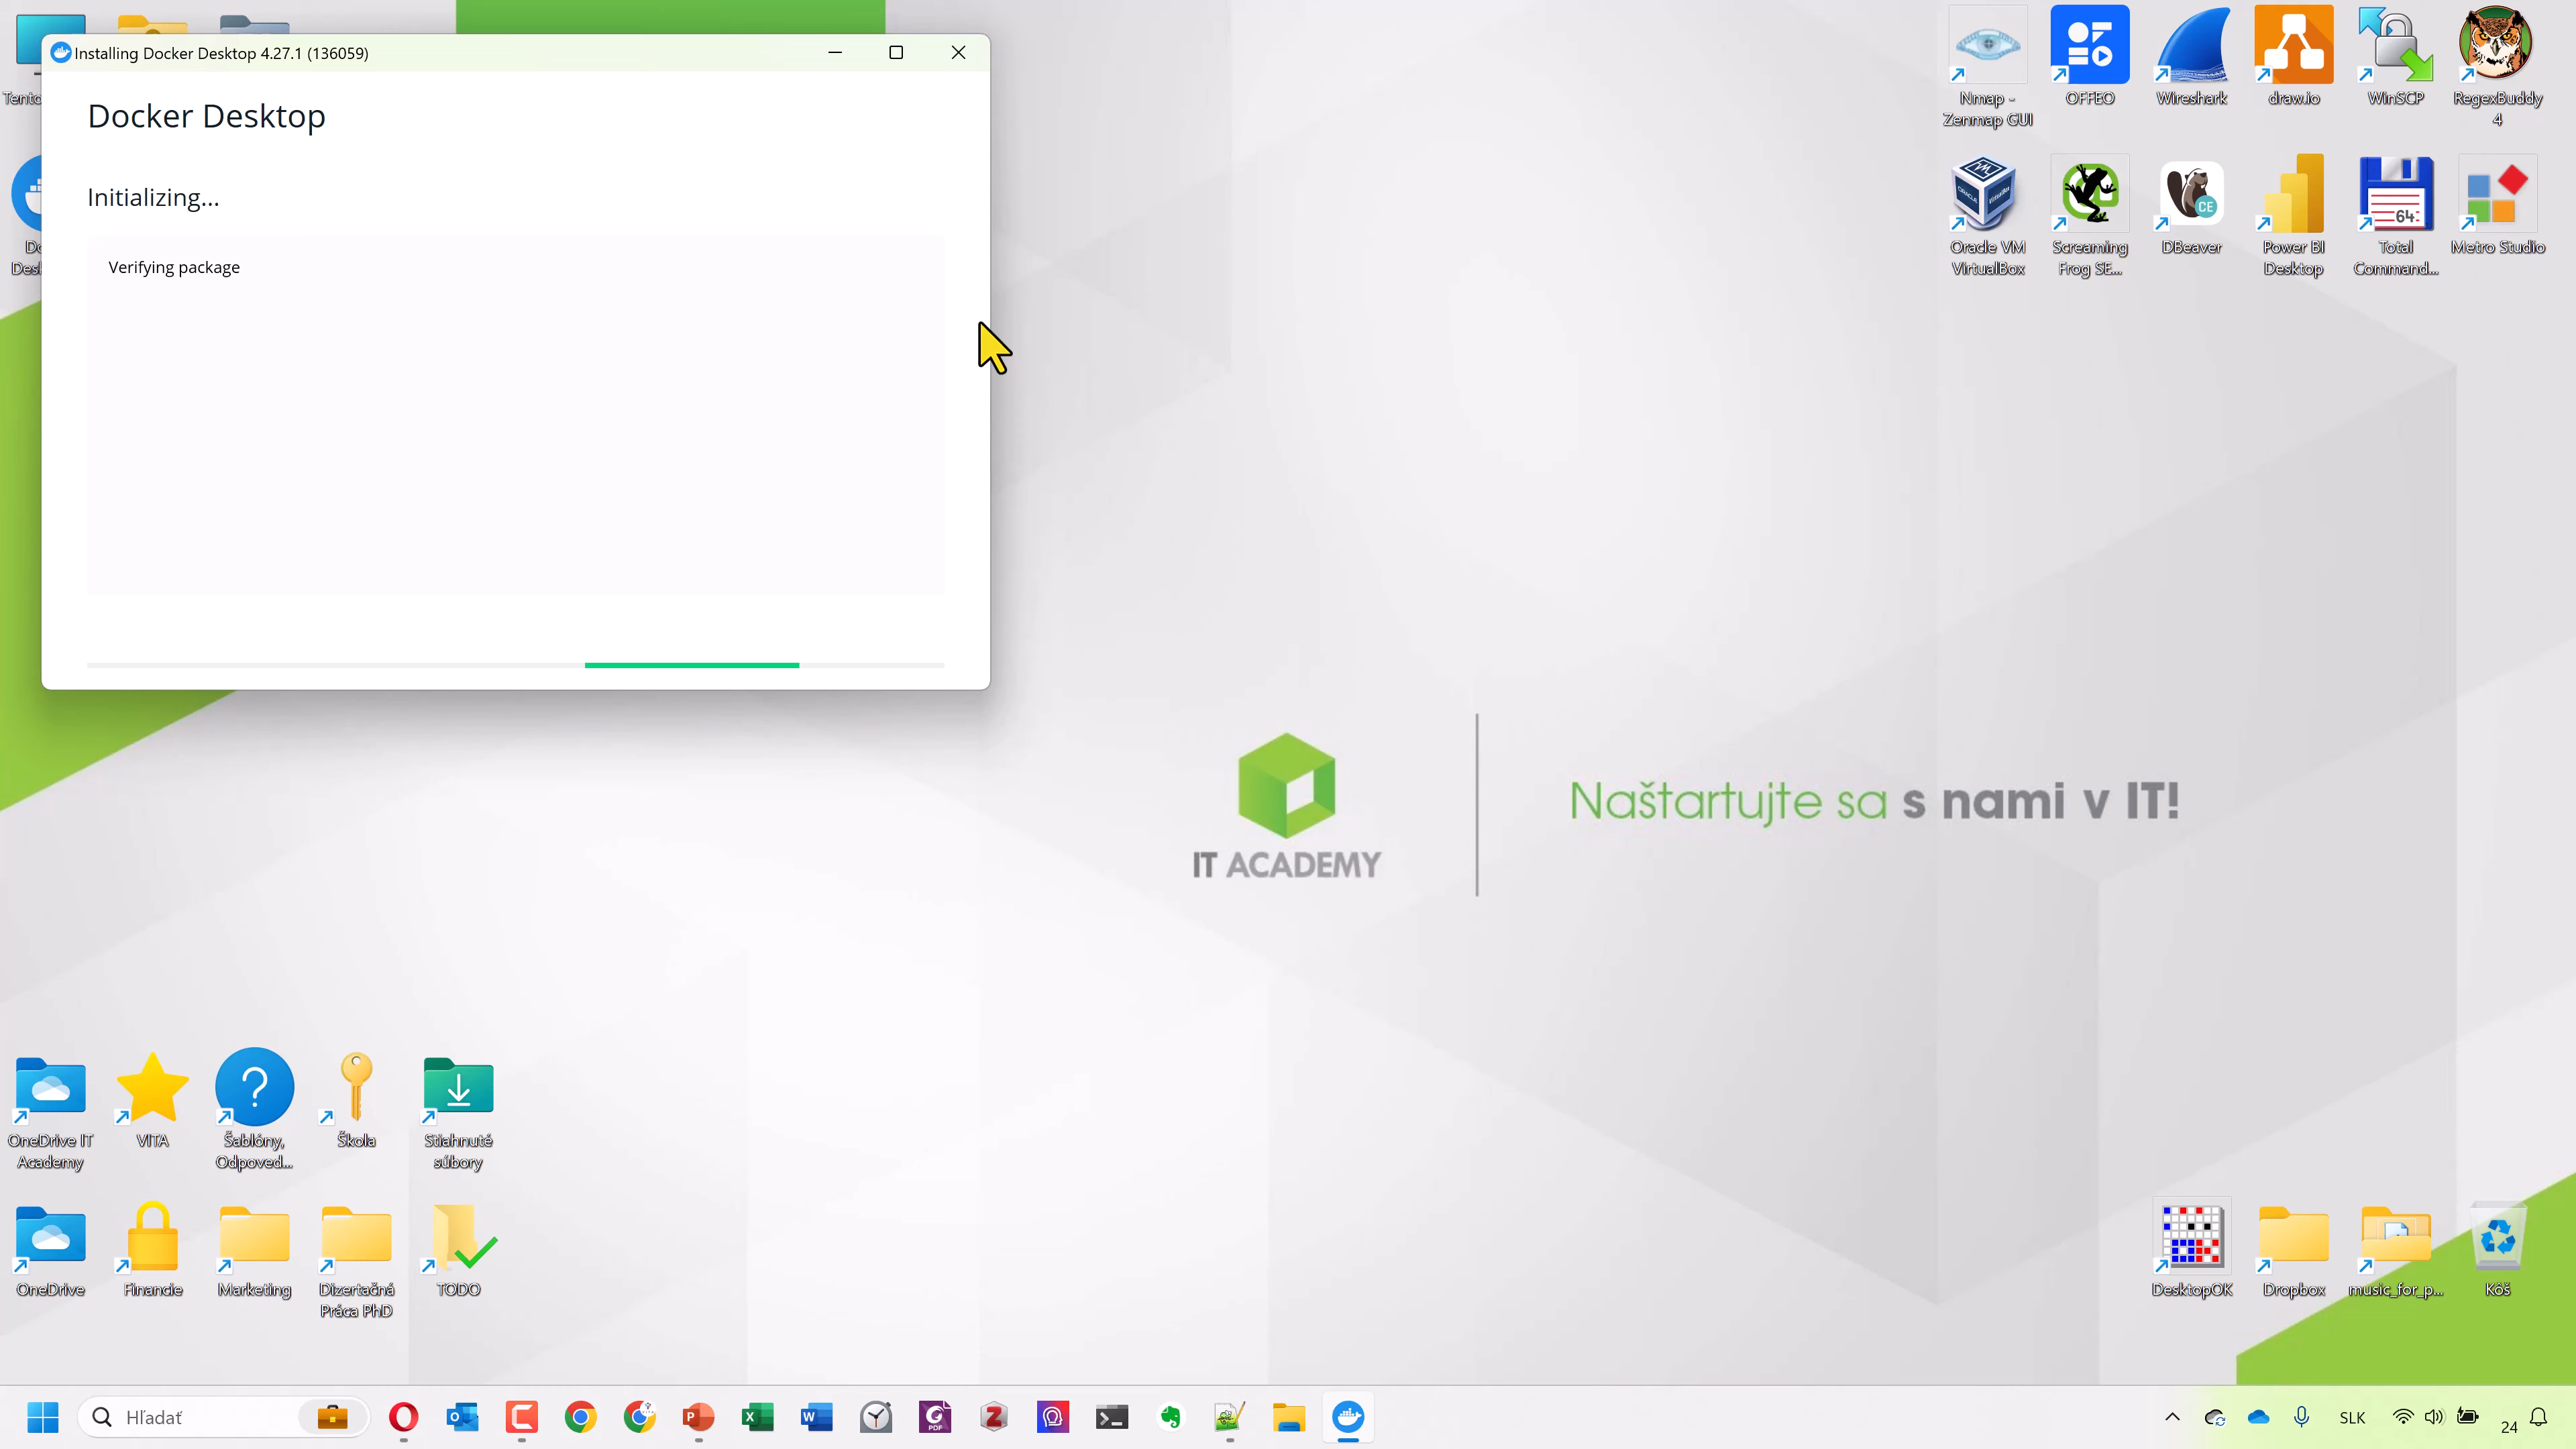 Installing Docker Desktop 4.27.1 (136059)
Docker Desktop
Initializing...
Verifying package
Nmap -
Zenmap GUI
OFFEO
Wireshark
draw.io
WinSCP
RegexBuddy
4
Oracle VM
VirtualBox
Screaming
Frog SE...
DBeaver
Power BI
Desktop
Total
Command...
Metro Studio
CE
64
IT ACADEMY
Naštartujte sa s nami v IT!
OneDrive IT
Academy
VITA
Šablóny,
Odpoved...
Škola
Stiahnuté
súbory
OneDrive
Financie
Marketing
Dizertačná
Práca PhD
TODO
DesktopOK
Dropbox
music_for_p...
Kôš
Hľadať
PDF
SLK
24